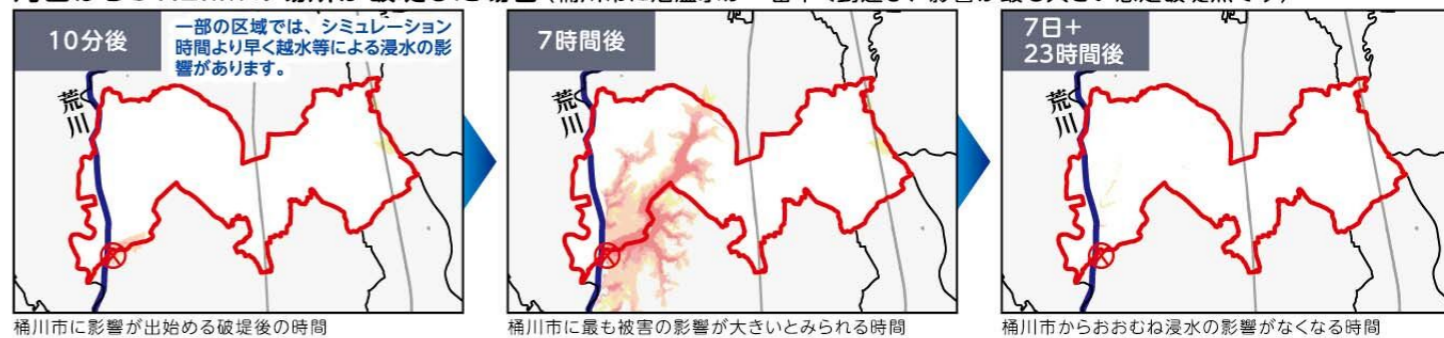 10分後
一部の区域では、シミュレーション
時間より早く越水等による浸水の影
響があります。
荒川
桶川市に影響が出始める破堤後の時間
7時間後
荒川
桶川市に最も被害の影響が大きいとみられる時間
7日+
23時間後
荒川
桶川市からおおむね浸水の影響がなくなる時間